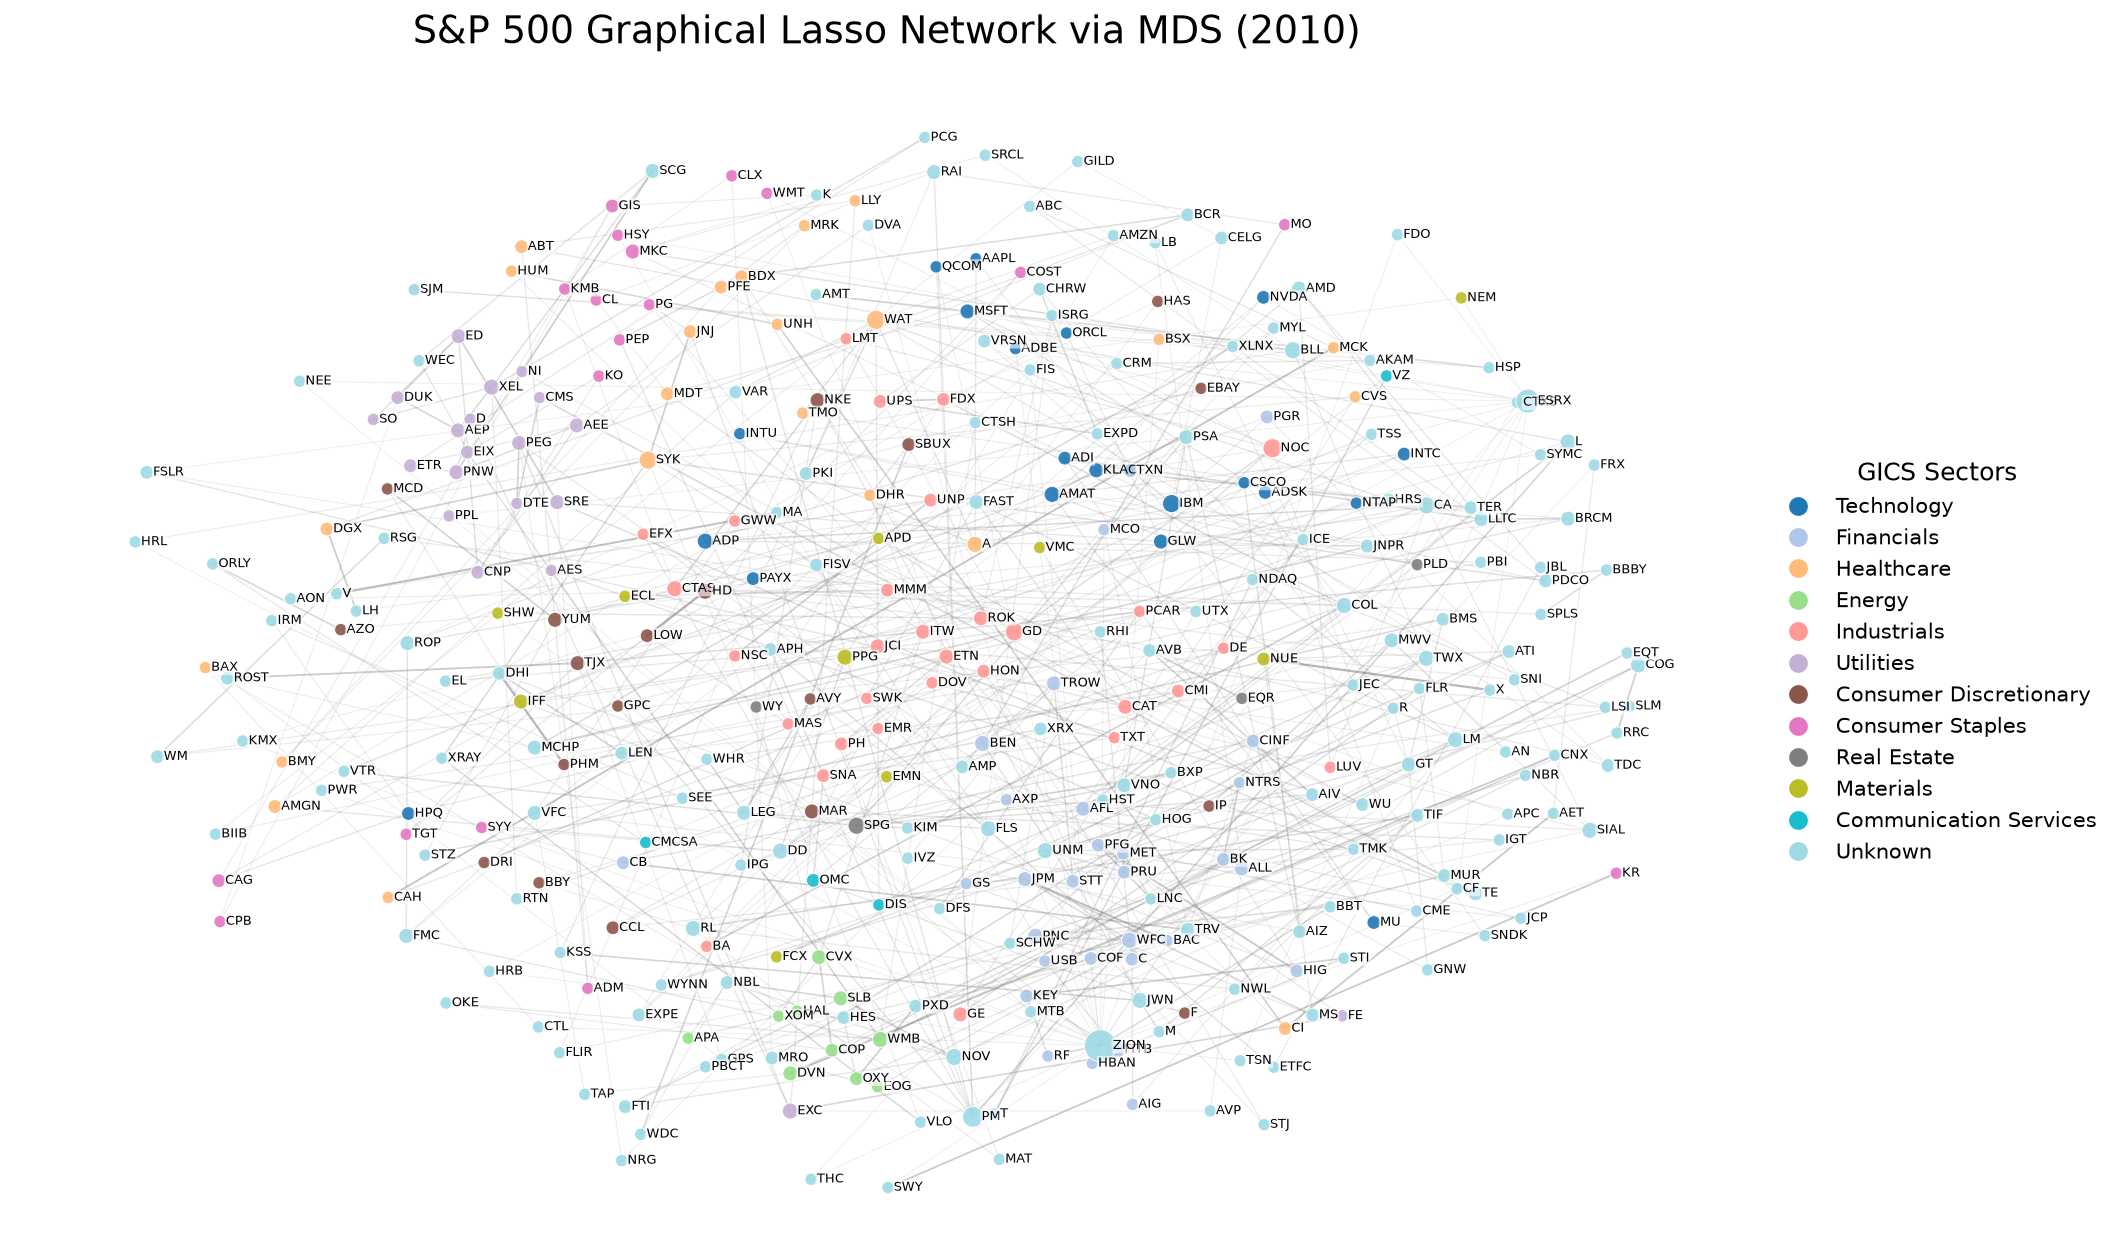 S&P 500 Graphical Lasso Network via MDS (2010)
PCG
SRCL
GILD
SCG
RAI
CLX
WMT
K
LLY
GIS
ABC
BCR
MRK
DVA
MO
HSY
AMZN
LB
CELG
FDO
ABT
MKC
AAPL
QCOM
HUM
BDX
COST
PFE
SJM
KMB
CHRW
AMD
AMT
CL
NVDA
NEM
PG
HAS
MSFT
ISRG
WAT
UNH
MYL
JNJ
ORCL
ED
PEP
LMT
VRSN
BSX
ADBE
XLNX
BLL
MCK
WEC
CRM
AKAM
HSP
NI
FIS
KO
VZ
NEE
XEL
EBAY
MDT
VAR
DUK
CMS
CVS
NKE
UPS
FDX
ESRX
TMO
PGR
SO
D
CTSH
AEE
AEP
INTU
EXPD
PSA
TSS
PEG
SBUX
L
NOC
EIX
INTC
SYMC
ADI
SYK
ETR
FRX
PNW
FSLR
PKI
KLAC
TXN
CSCO
MCD
ADSK
AMAT
DHR
UNP
FAST
HRS
DTE
SRE
IBM
NTAP
CA
TER
MA
PPL
GWW
LLTC
BRCM
DGX
MCO
EFX
RSG
APD
ICE
HRL
ADP
A
VMC
GLW
JNPR
ORLY
FISV
PLD
PBI
JBL
BBBY
CNP
AES
PAYX
NDAQ
PDCO
CTAS
HD
MMM
V
ECL
AON
COL
LH
SHW
PCAR
UTX
SPLS
IRM
YUM
ROK
BMS
AZO
LOW
ITW
GD
RHI
ROP
JCI
MWV
APH
DE
AVB
ATI
EQT
NSC
PPG
ETN
NUE
TWX
TJX
COG
BAX
DHI
HON
ROST
EL
DOV
TROW
JEC
SNI
FLR
X
CMI
IFF
GPC
WY
AVY
SWK
EQR
CAT
R
LSI
SLM
MAS
EMR
XRX
RRC
TXT
KMX
PH
BEN
CINF
LM
MCHP
LEN
AN
WM
XRAY
WHR
CNX
BMY
PHM
AMP
GT
TDC
LUV
VTR
SNA
EMN
BXP
NBR
NTRS
VNO
PWR
SEE
AIV
AXP
HST
WU
AMGN
IP
AFL
HPQ
VFC
LEG
MAR
TIF
APC
AET
HOG
SPG
KIM
FLS
SYY
SIAL
BIIB
TGT
IGT
CMCSA
PFG
TMK
DD
UNM
MET
STZ
IVZ
BK
DRI
CB
IPG
ALL
PRU
KR
MUR
CAG
BBY
OMC
GS
JPM
STT
CF
TE
CAH
RTN
LNC
DIS
DFS
BBT
CME
CPB
JCP
MU
CCL
RL
TRV
AIZ
FMC
PNC
SNDK
WFC
BAC
SCHW
BA
KSS
FCX
CVX
USB
COF
C
STI
HRB
HIG
GNW
WYNN
NBL
ADM
NWL
KEY
SLB
OKE
JWN
PXD
HAL
MTB
F
EXPE
XOM
HES
GE
MS
FE
CTL
CI
M
APA
WMB
ZION
FLIR
COP
GPS
MRO
NOV
RF
TSN
PBCT
HBAN
ETFC
DVN
OXY
EOG
TAP
FTI
AIG
EXC
AVP
PM
VLO
STJ
WDC
NRG
MAT
THC
SWY
GICS Sectors
Technology
Financials
Healthcare
Energy
Industrials
Utilities
Consumer Discretionary
Consumer Staples
Real Estate
Materials
Communication Services
Unknown